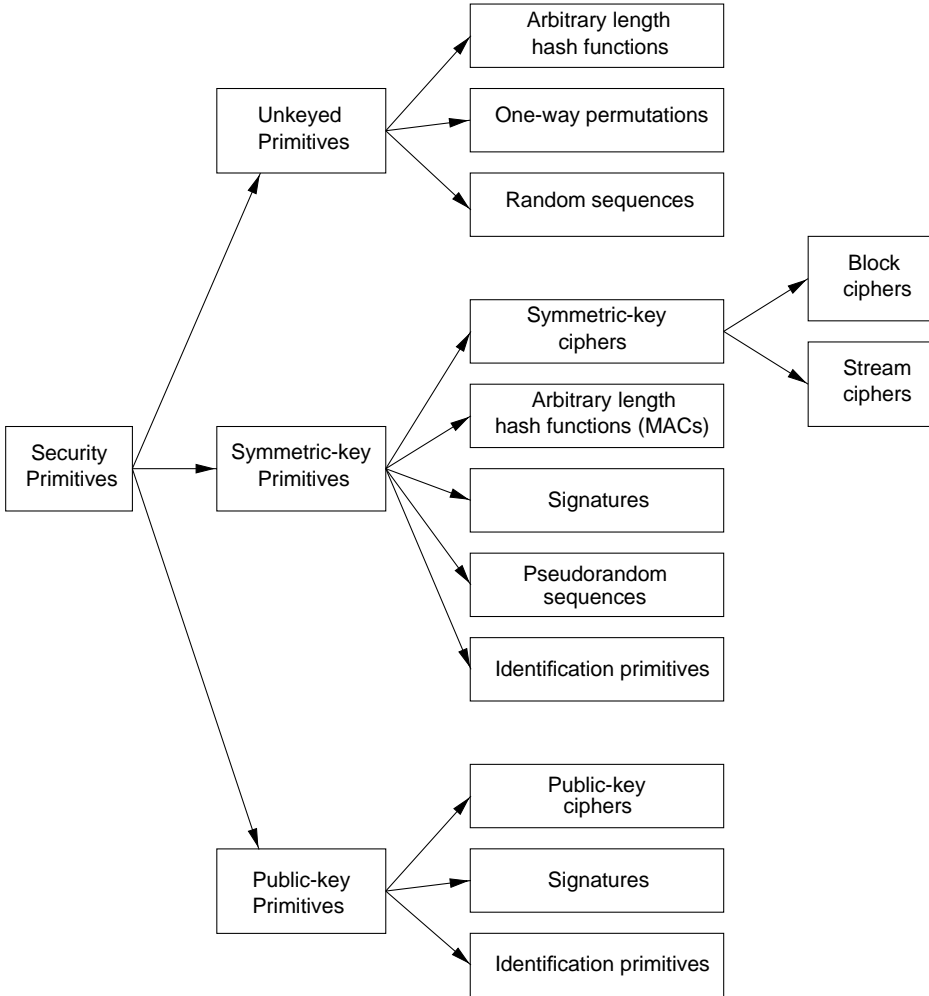 Arbitrary length
hash functions
Unkeyed
Primitives
One-way permutations
Random sequences
Block
ciphers
Symmetric-key
ciphers
Stream
ciphers
Arbitrary length
hash functions (MACs)
Security
Primitives
Symmetric-key
Primitives
Signatures
Pseudorandom
sequences
Identification primitives
Public-key
ciphers
Public-key
Primitives
Signatures
Identification primitives